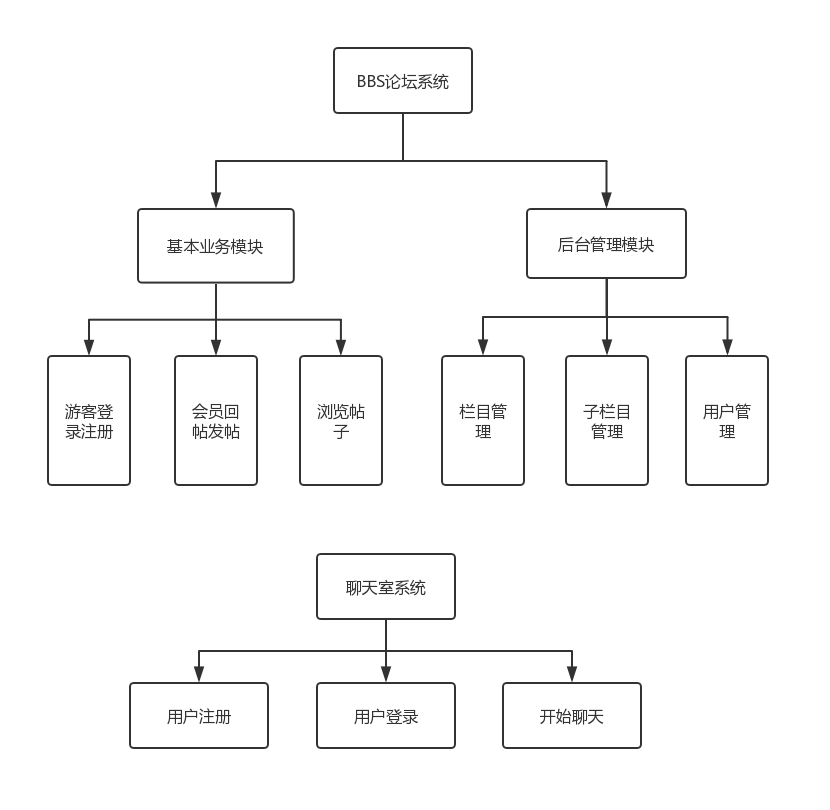 BBS论坛系统
基本业务模块
后台管理模块
游客登
录注册
会员回
帖发帖
浏览帖
子
栏目管
理
子栏目
管理
用户管
理
聊天室系统
用户注册
用户登录
开始聊天